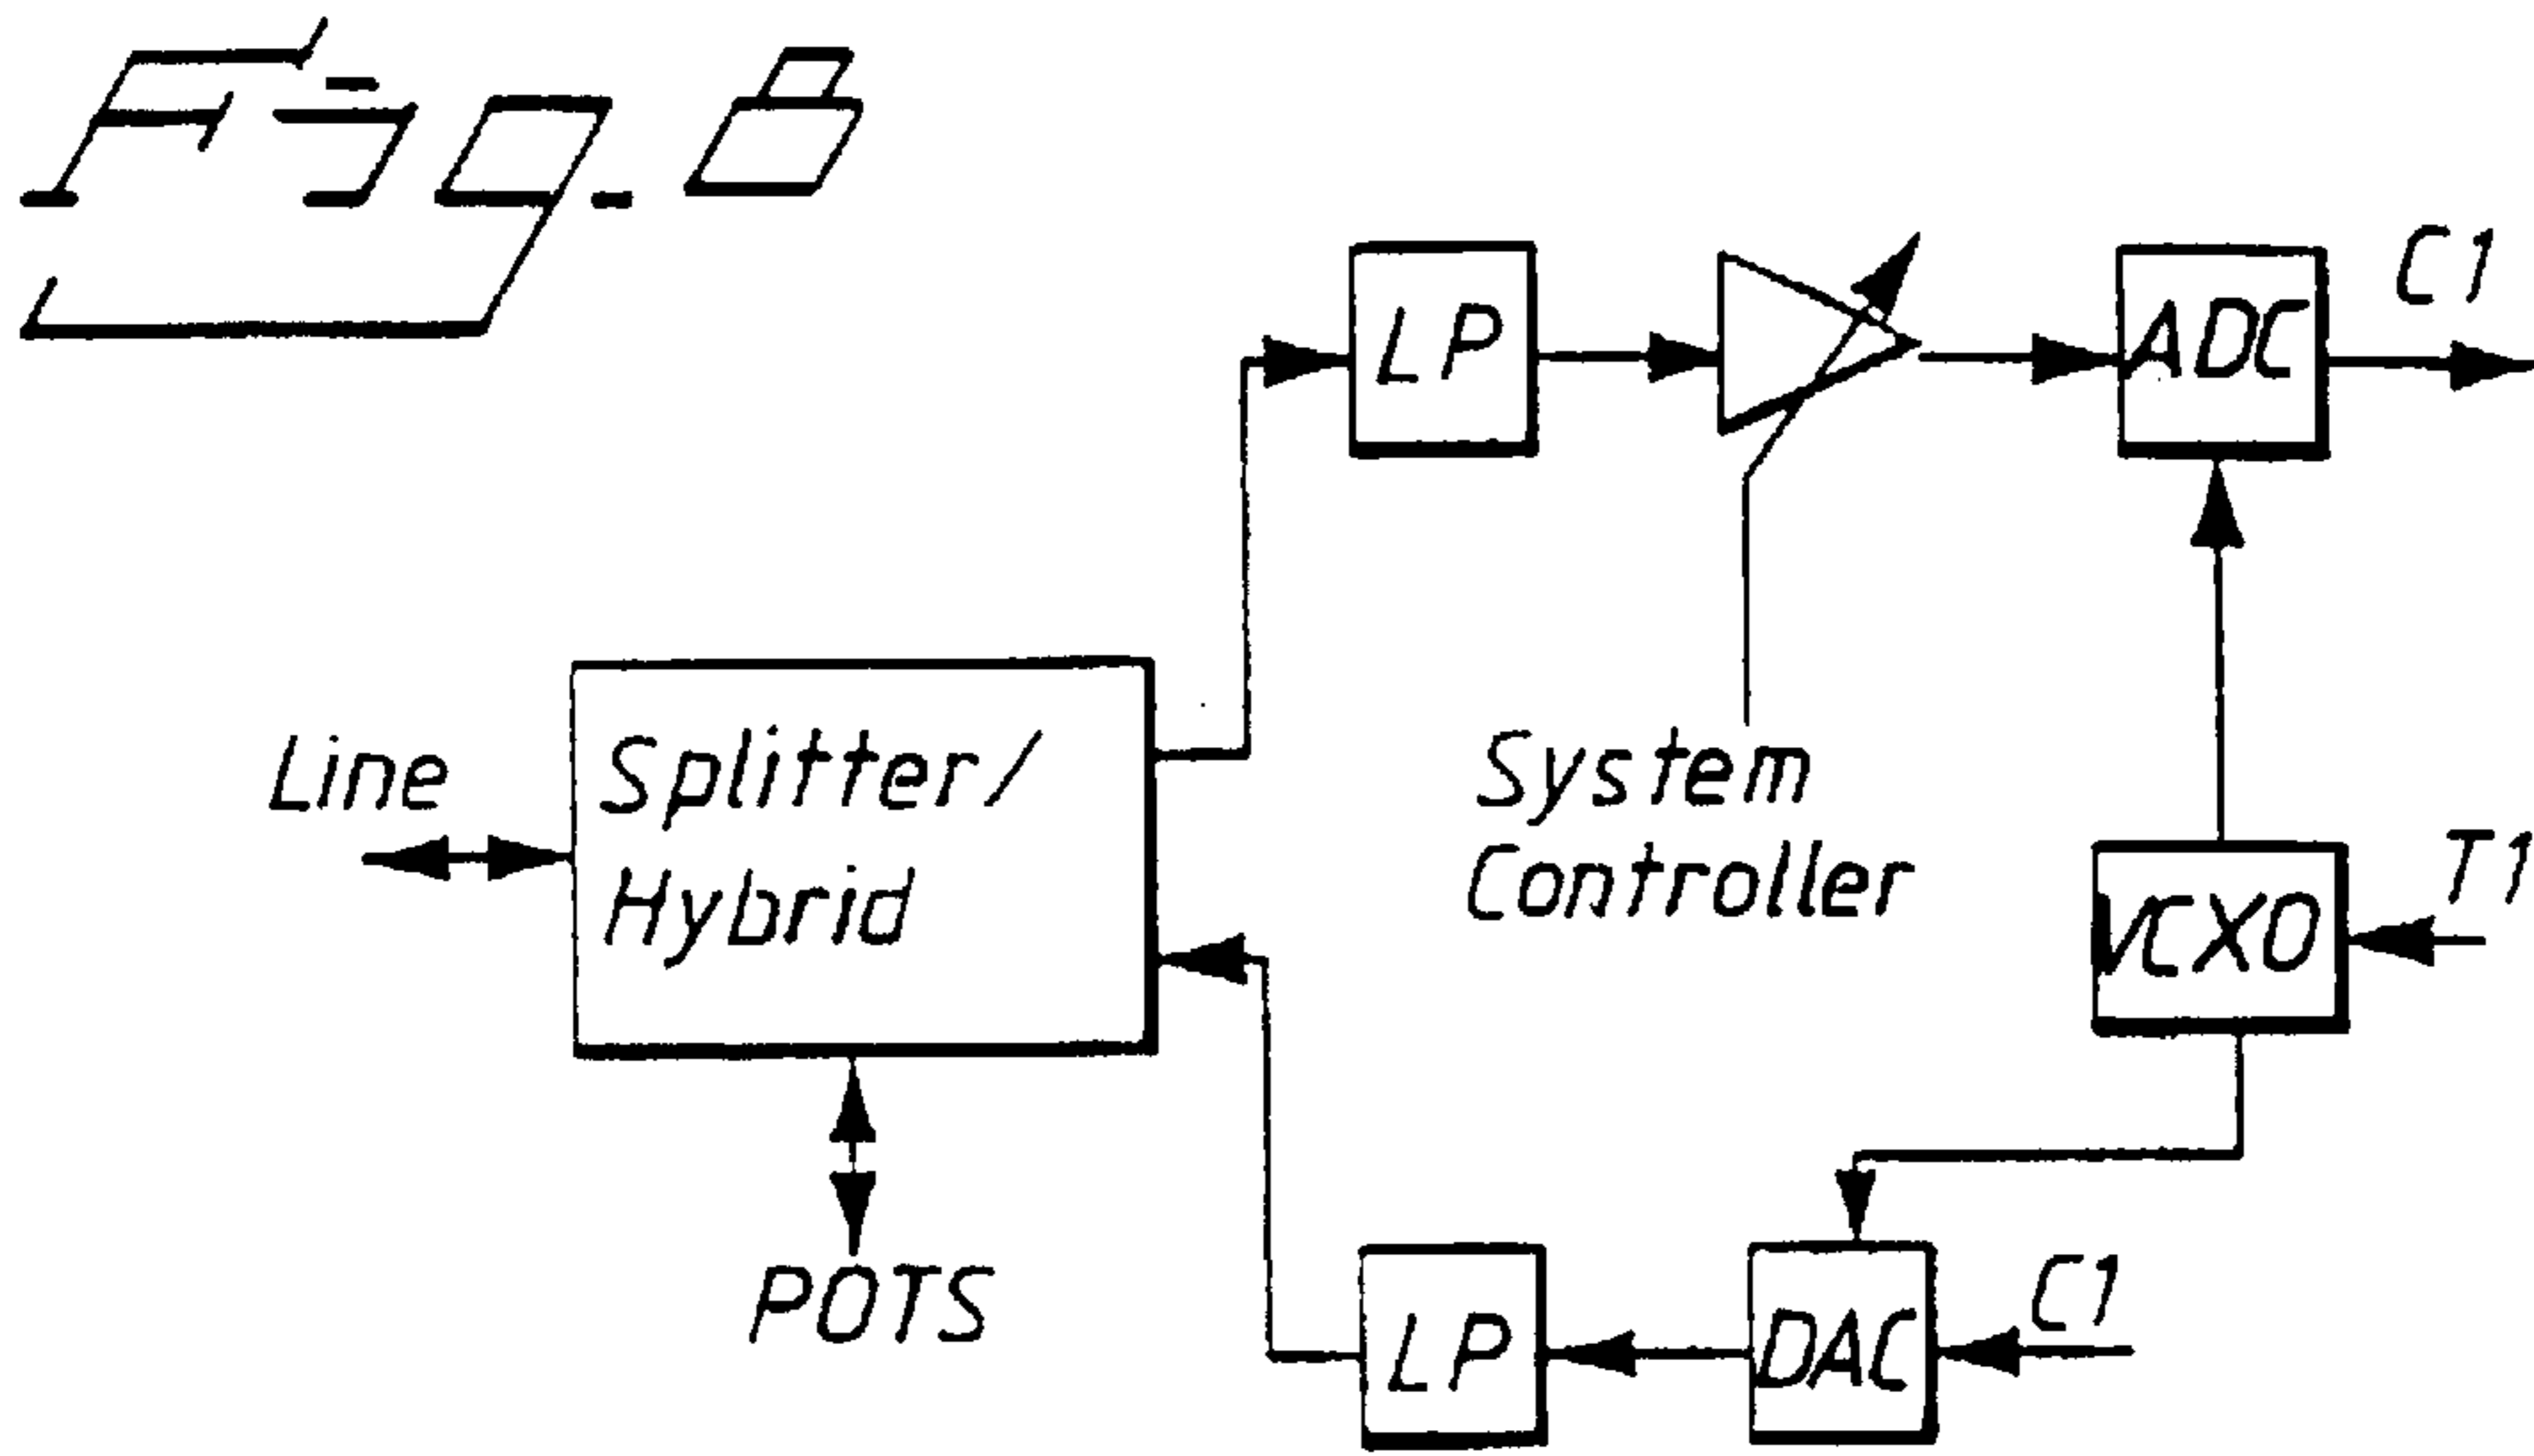 Fig. 8
LP
ADC
C1
Line
Splitter/
Hybrid
System
Controller
T1
VCXO
POTS
LP
DAC
C1